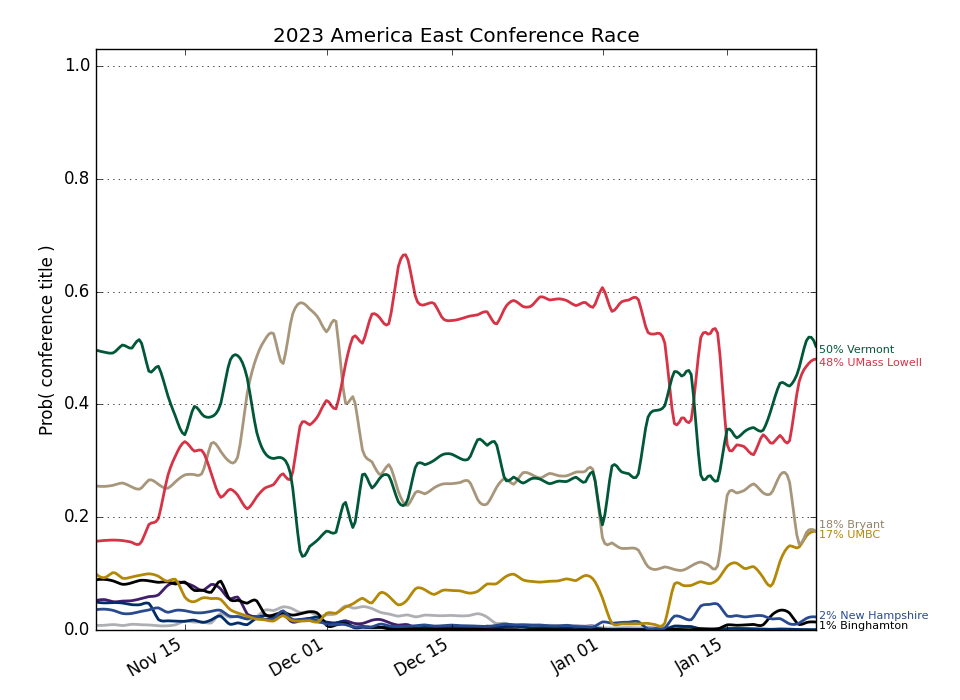 2023 America East Conference Race
Prob( conference title )
1.0
0.8
0.6
0.4
0.2
0.0
50% Vermont
48% UMass Lowell
18% Bryant
17% UMBC
2% New Hampshire
1% Binghamton
Nov 15
Dec 01
Dec 15
Jan 01
Jan 15